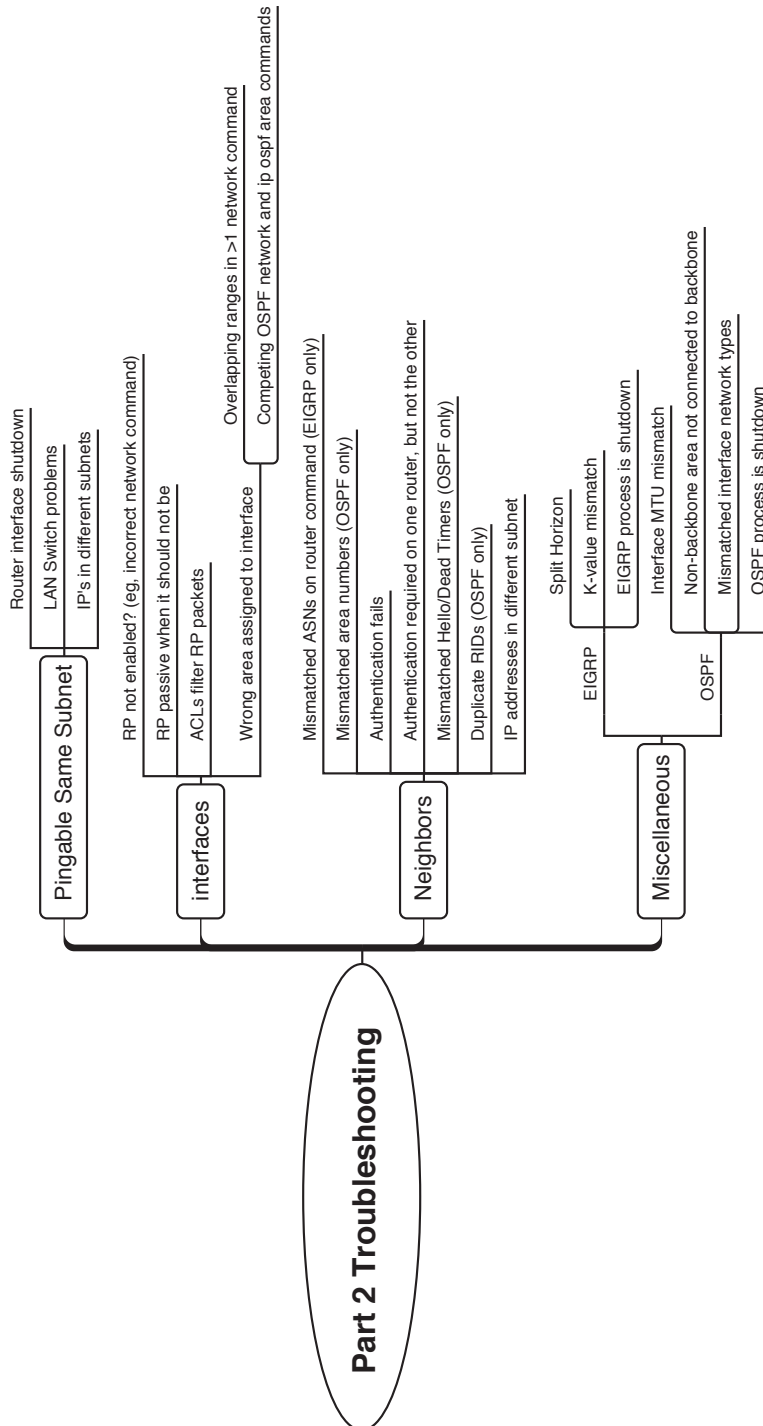 Part 2 Troubleshooting
Pingable Same Subnet
Router interface shutdown
LAN Switch problems
IP's in different subnets
interfaces
RP not enabled? (eg, incorrect network command)
RP passive when it should not be
ACLs filter RP packets
Wrong area assigned to interface
Overlapping ranges in >1 network command
Competing OSPF network and ip ospf area commands
Neighbors
Mismatched ASNs on router command (EIGRP only)
Mismatched area numbers (OSPF only)
Authentication fails
Authentication required on one router, but not the other
Mismatched Hello/Dead Timers (OSPF only)
Duplicate RIDs (OSPF only)
IP addresses in different subnet
Miscellaneous
EIGRP
Split Horizon
K-value mismatch
EIGRP process is shutdown
OSPF
Interface MTU mismatch
Non-backbone area not connected to backbone
Mismatched interface network types
OSPF process is shutdown